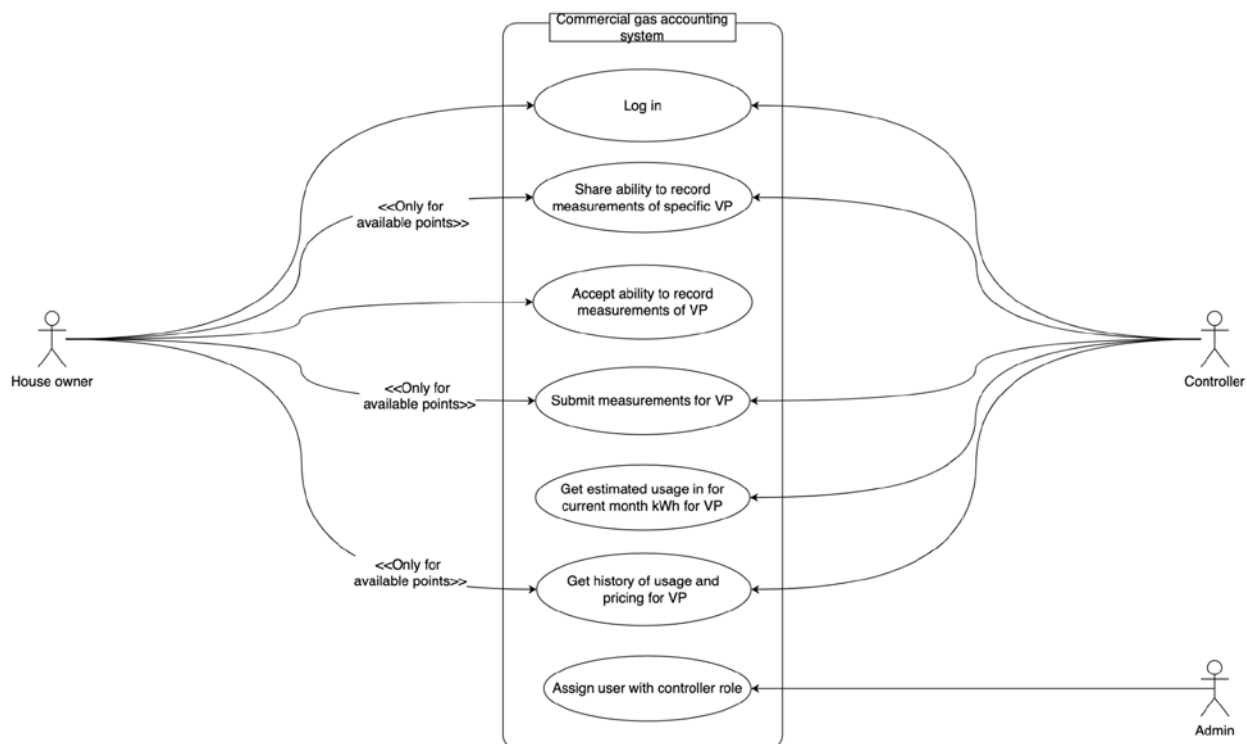 Commercial gas accounting
system
Log in
<<Only for
available points>>
Share ability to record
measurements of specific VP
Accept ability to record
measurements of VP
House owner
Controller
<<Only for
available points>>
Submit measurements for VP
Get estimated usage in for
current month kWh for VP
<<Only for
available points>>
Get history of usage and
pricing for VP
Assign user with controller role
Admin